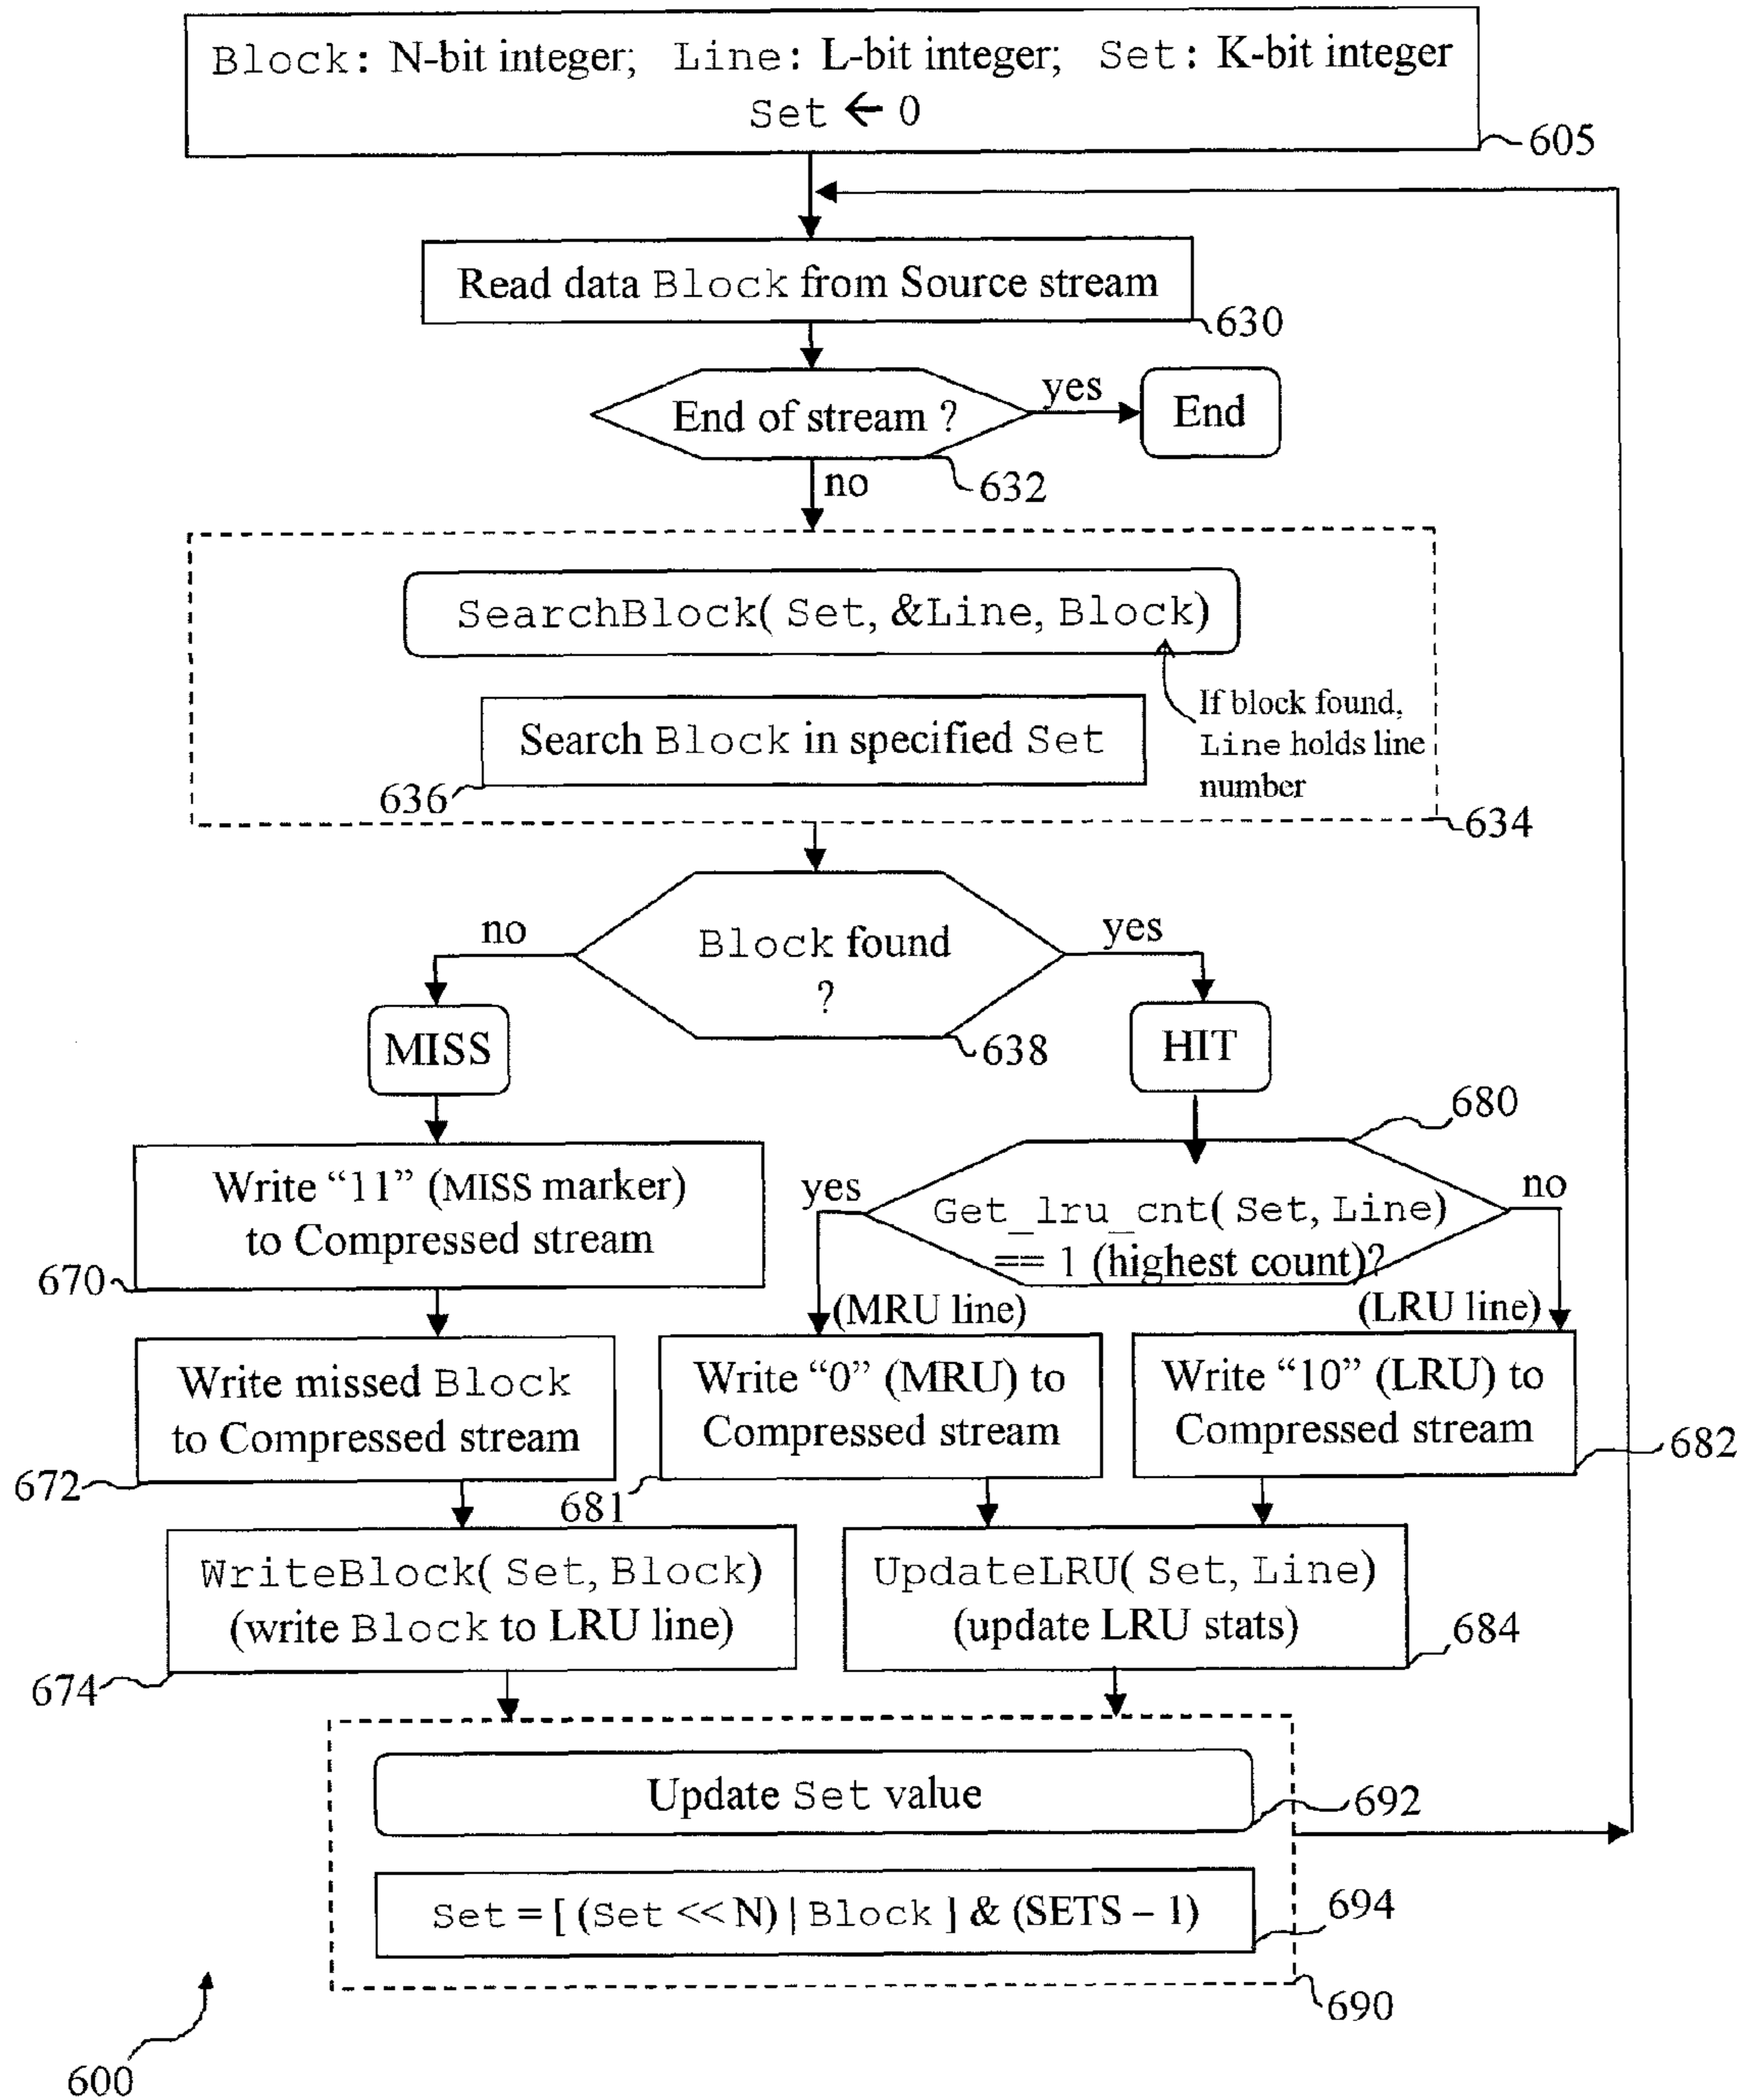 Block: N-bit integer; Line: L-bit integer; Set: K-bit integer
Set ← 0
605
Read data Block from Source stream
630
End of stream ?
yes
End
no
632
SearchBlock( Set, &Line, Block)
If block found,
Line holds line
number
Search Block in specified Set
636
634
no
Block found
?
yes
MISS
638
HIT
680
Write “11” (MISS marker)
to Compressed stream
670
yes
Get_lru_cnt( Set, Line)
== 1 (highest count)?
no
(MRU line)
(LRU line)
Write missed Block
to Compressed stream
672
Write “0” (MRU) to
Compressed stream
681
Write “10” (LRU) to
Compressed stream
682
WriteBlock( Set, Block)
(write Block to LRU line)
674
UpdateLRU( Set, Line)
(update LRU stats)
684
Update Set value
692
Set = [ (Set << N) | Block ] & (SETS – 1)
694
690
600